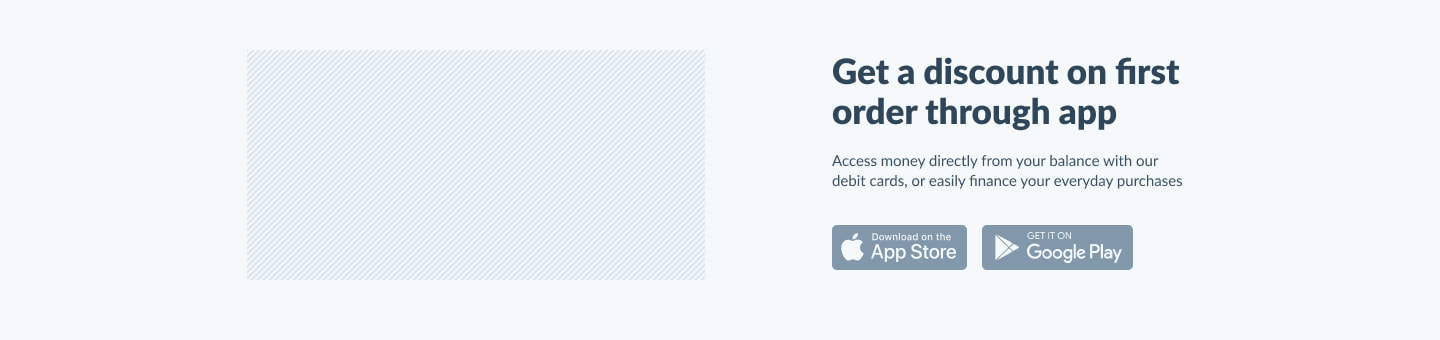 Get a discount on first
order through app
Access money directly from your balance with our
debit cards, or easily finance your everyday purchases
Download on the
App Store
GET IT ON
Google Play